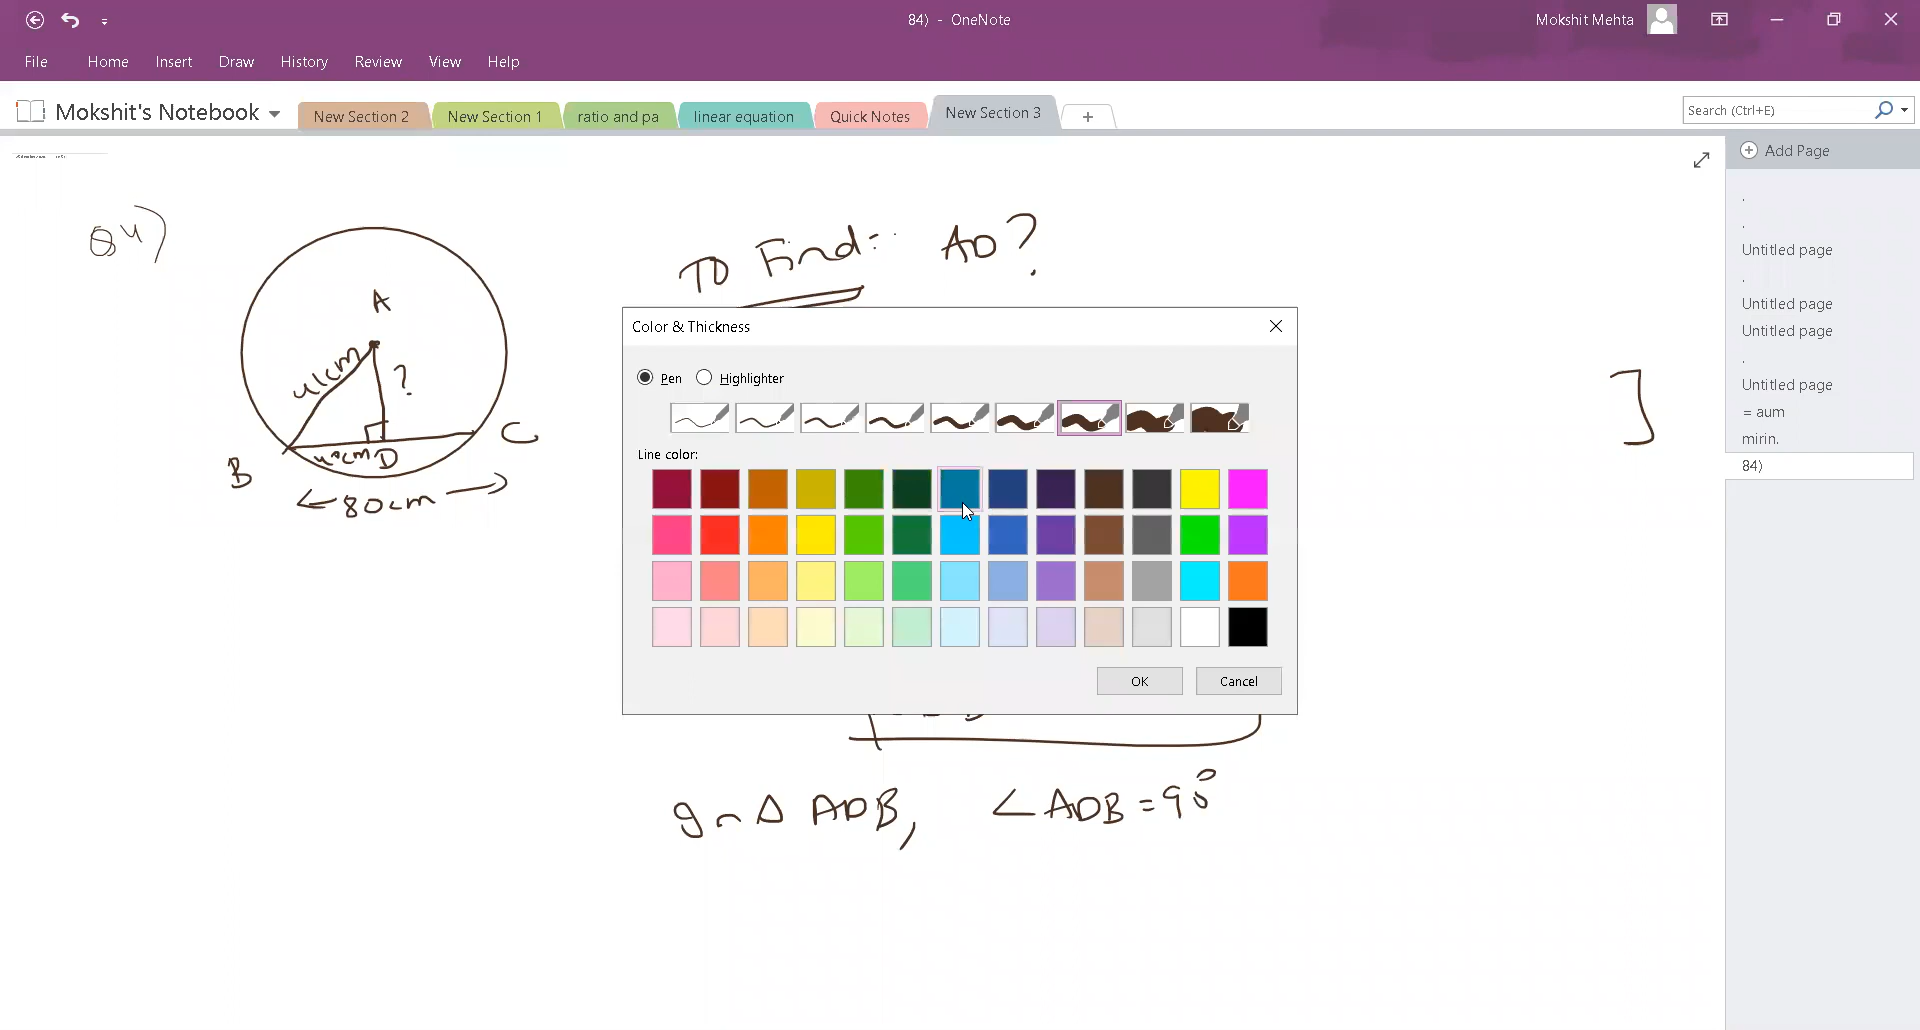 84) - OneNote
Mokshit Mehta
File Home Insert Draw History Review View Help
Mokshit's Notebook
New Section 2 New Section 1 ratio and pa linear equation Quick Notes New Section 3
Search (Ctrl+E)
Add Page
.
.
Untitled page
.
Untitled page
Untitled page
.
Untitled page
= aum
mirin.
84)
Q4)
To Find: AD?
A
41cm
?
B
40cm D
C
80cm
]
Color & Thickness
Pen Highlighter
Line color:
OK Cancel
In Δ ADB, ∠ADB = 90°